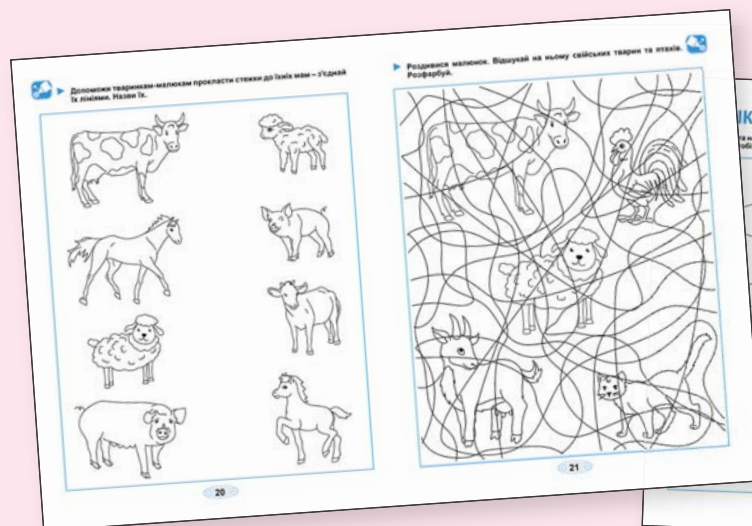 Допоможи тваринкам-малюкам прокласти стежки до їхніх мам – з'єднай
їх лініями. Назви їх.
20
Роздивися малюнок. Відшукай на ньому свійських тварин та птахів.
Розфарбуй.
21